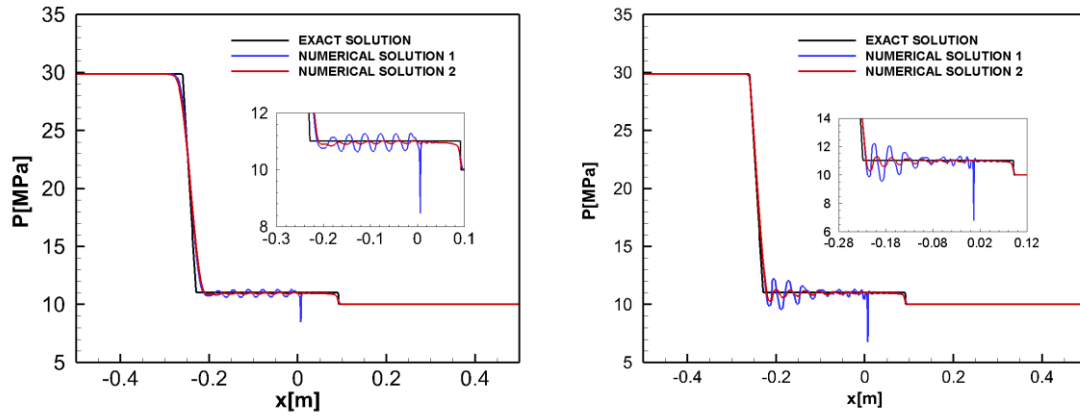 35
30
25
20
15
10
5
P[MPa]
EXACT SOLUTION
NUMERICAL SOLUTION 1
NUMERICAL SOLUTION 2
12
10
8
-0.3 -0.2 -0.1 0 0.1
-0.4 -0.2 0 0.2 0.4
x[m]
35
30
25
20
15
10
5
P[MPa]
EXACT SOLUTION
NUMERICAL SOLUTION 1
NUMERICAL SOLUTION 2
14
12
10
8
6
-0.28 -0.18 -0.08 0.02 0.12
-0.4 -0.2 0 0.2 0.4
x[m]